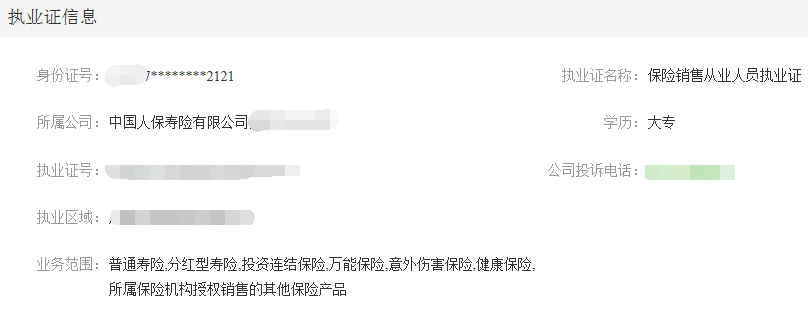 执业证信息
身份证号: 7********2121 执业证名称: 保险销售从业人员执业证
所属公司: 中国人保寿险有限公司 学历: 大专
执业证号: 公司投诉电话:
执业区域:
业务范围: 普通寿险,分红型寿险,投资连结保险,万能保险,意外伤害保险,健康保险,
所属保险机构授权销售的其他保险产品